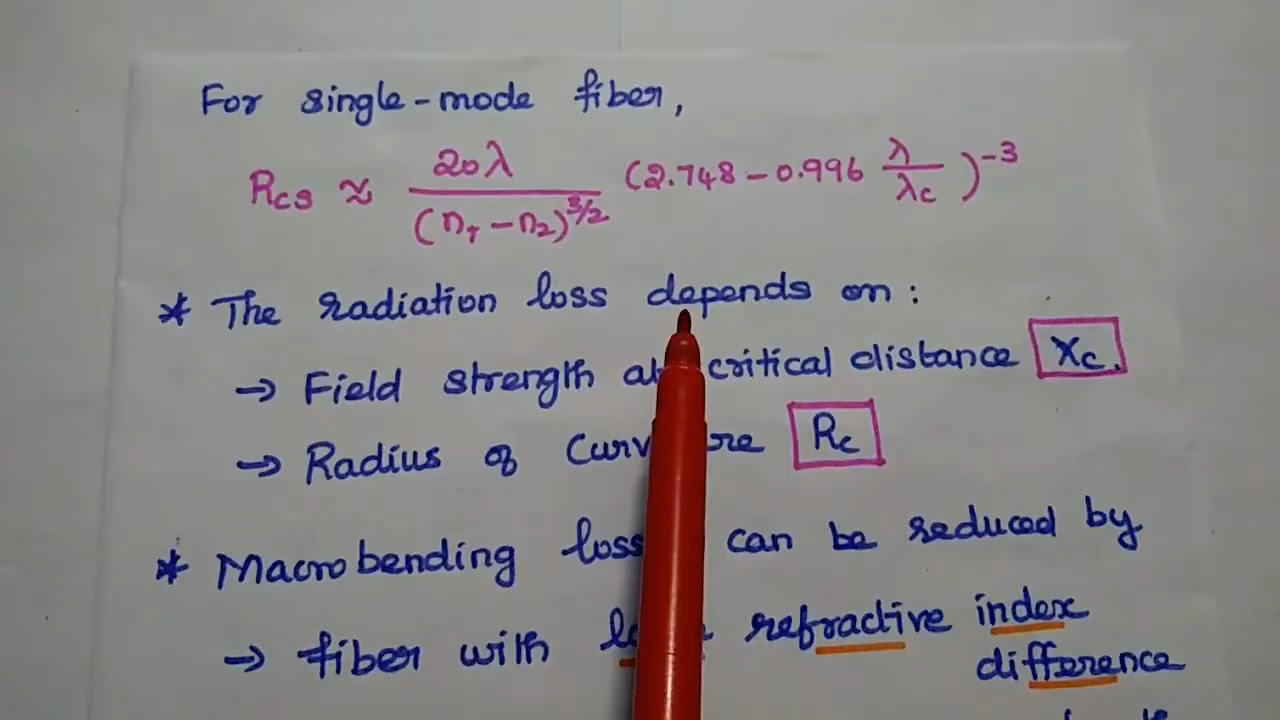 For single-mode fiber,
Rcs ≈ 20λ / (n₁ - n₂)^3/2 (2.748 - 0.996 λ/λc)^-3
* The radiation loss depends on :
→ Field strength at critical distance Xc.
→ Radius of Rc
* Macrobending loss can be reduced by
→ fiber with refractive index
difference